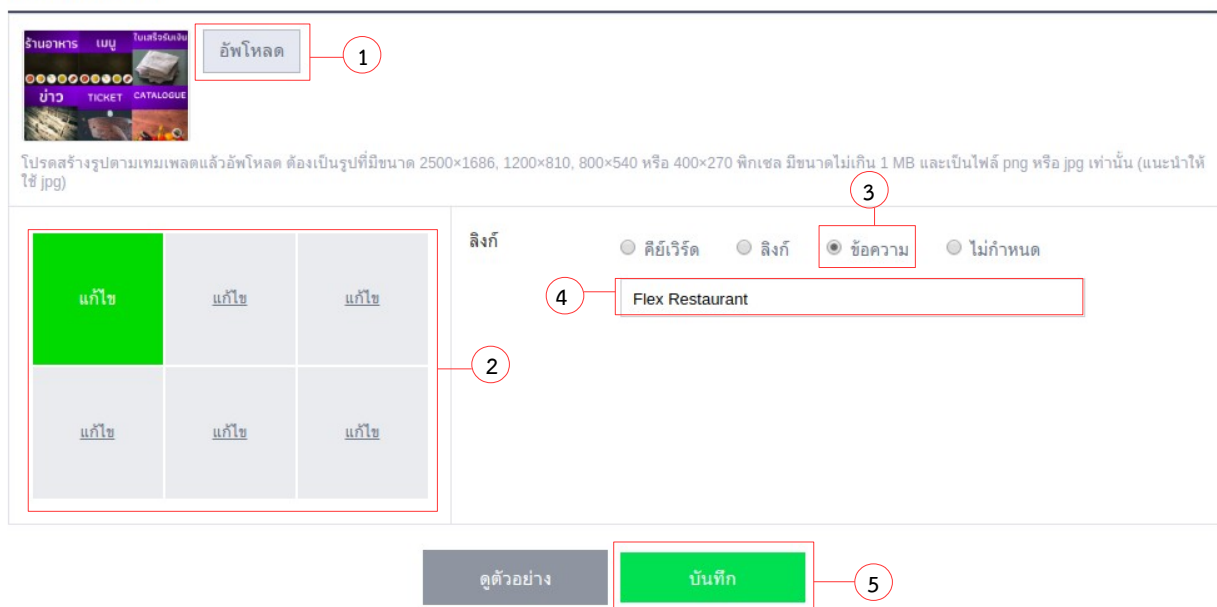 ร้านอาหาร เมนู ใบเสร็จรับเงิน
อัพโหลด
1
ข่าว TICKET CATALOGUE
โปรดสร้างรูปตามเทมเพลตแล้วอัพโหลด ต้องเป็นรูปที่มีขนาด 2500×1686, 1200×810, 800×540 หรือ 400×270 พิกเซล มีขนาดไม่เกิน 1 MB และเป็นไฟล์ png หรือ jpg เท่านั้น (แนะนำให้
ใช้ jpg)
3
ลิงก์
คีย์เวิร์ด ลิงก์ ข้อความ ไม่กำหนด
แก้ไข แก้ไข แก้ไข
4
Flex Restaurant
2
แก้ไข แก้ไข แก้ไข
ดูตัวอย่าง บันทึก
5